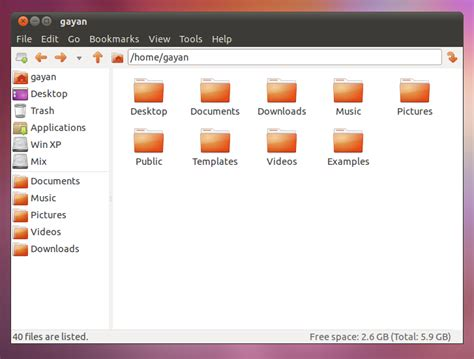 gayan
File Edit Go Bookmarks View Tools Help
/home/gayan
gayan
Desktop
Trash
Applications
Win XP
Mix
Documents
Music
Pictures
Videos
Downloads
Desktop Documents Downloads Music Pictures
Public Templates Videos Examples
40 files are listed. Free space: 2.6 GB (Total: 5.9 GB)